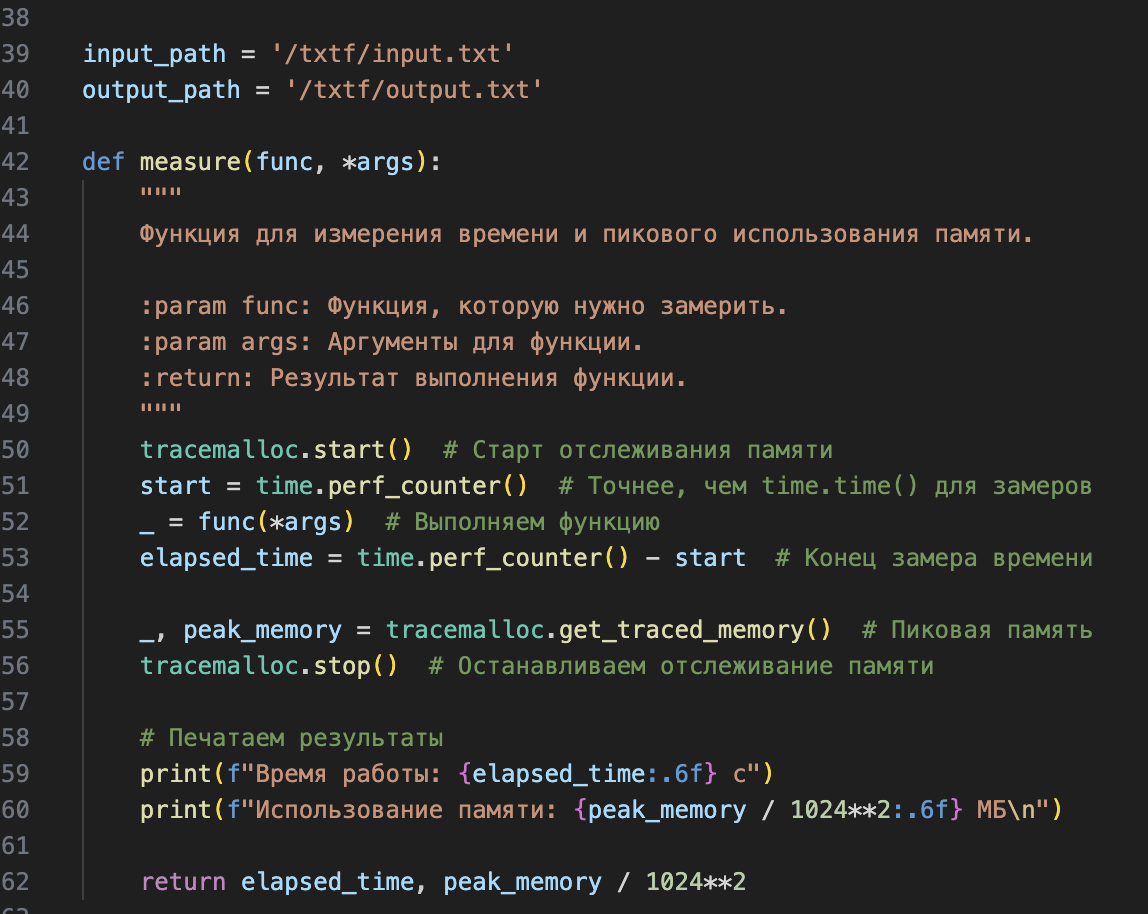 38
39 input_path = '/txtf/input.txt'
40 output_path = '/txtf/output.txt'
41
42 def measure(func, *args):
43 """
44 Функция для измерения времени и пикового использования памяти.
45
46 :param func: Функция, которую нужно замерить.
47 :param args: Аргументы для функции.
48 :return: Результат выполнения функции.
49 """
50 tracemalloc.start()  # Старт отслеживания памяти
51 start = time.perf_counter()  # Точнее, чем time.time() для замеров
52 _ = func(*args)  # Выполняем функцию
53 elapsed_time = time.perf_counter() - start  # Конец замера времени
54
55 _, peak_memory = tracemalloc.get_traced_memory()  # Пиковая память
56 tracemalloc.stop()  # Останавливаем отслеживание памяти
57
58 # Печатаем результаты
59 print(f"Время работы: {elapsed_time:.6f} с")
60 print(f"Использование памяти: {peak_memory / 1024**2:.6f} МБ\n")
61
62 return elapsed_time, peak_memory / 1024**2